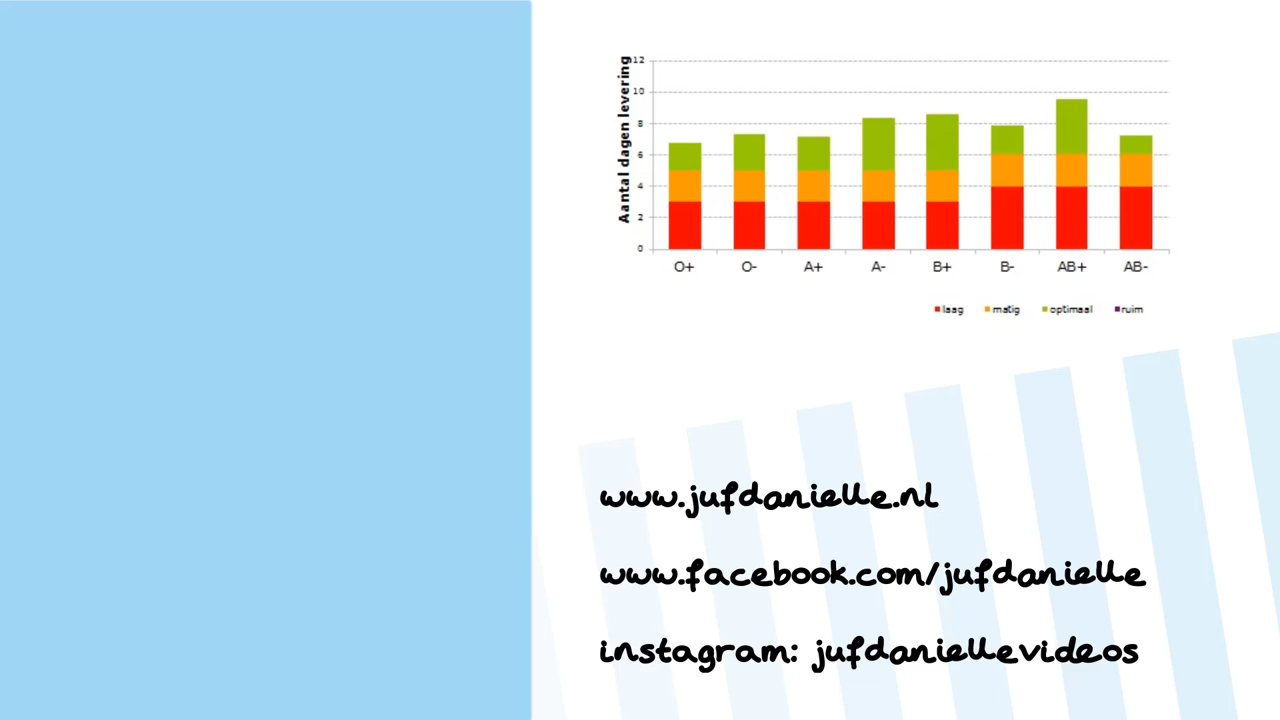 Aantal dagen levering
12
10
8
6
4
2
0
O+ O- A+ A- B+ B- AB+ AB-
laag matig optimaal ruim
www.jufdanielle.nl
www.facebook.com/jufdanielle
instagram: jufdaniellevideos